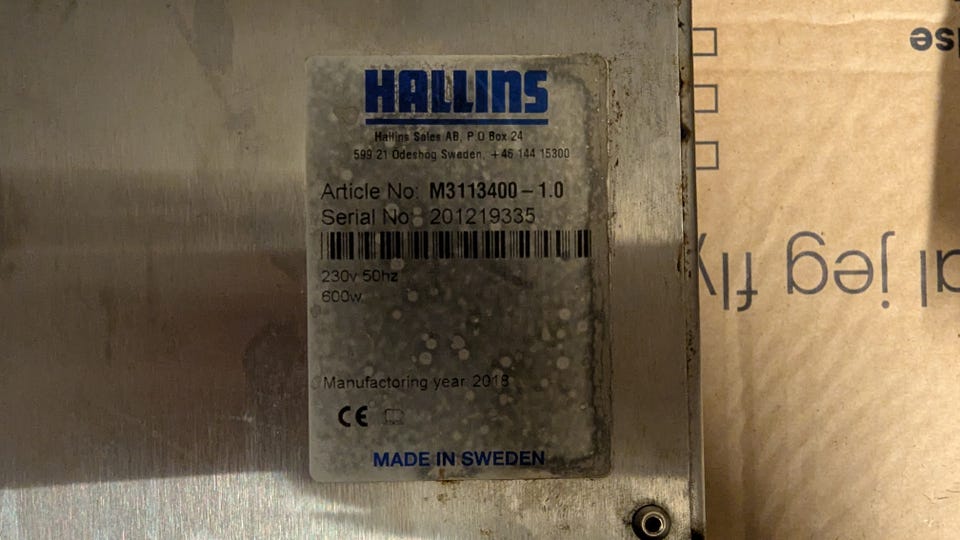 HALLINS
Hallins Sales AB, P.O Box 24
599 21 Odeshog Sweden, +46 144 15300
Article No: M3113400-1.0
Serial No: 201219335
230v 50hz
600w
Manufactoring year 2018
CE
MADE IN SWEDEN
al jeg fly